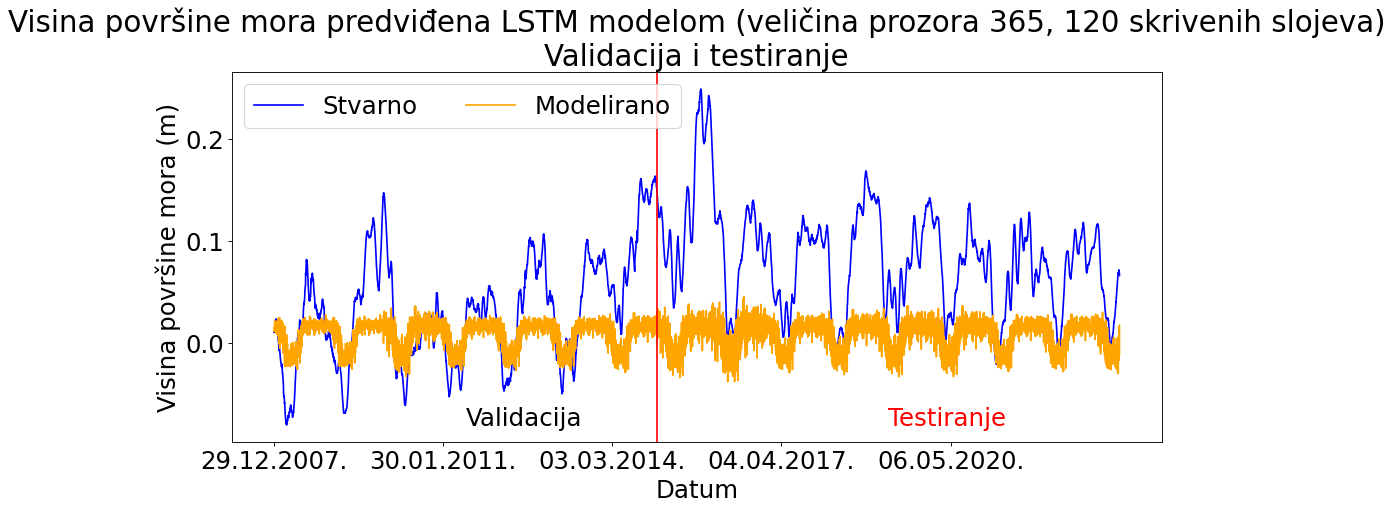 Visina površine mora predviđena LSTM modelom (veličina prozora 365, 120 skrivenih slojeva)
Validacija i testiranje
Stvarno
Modelirano
Visina površine mora (m)
0.2
0.1
0.0
Validacija
Testiranje
29.12.2007.
30.01.2011.
03.03.2014.
04.04.2017.
06.05.2020.
Datum